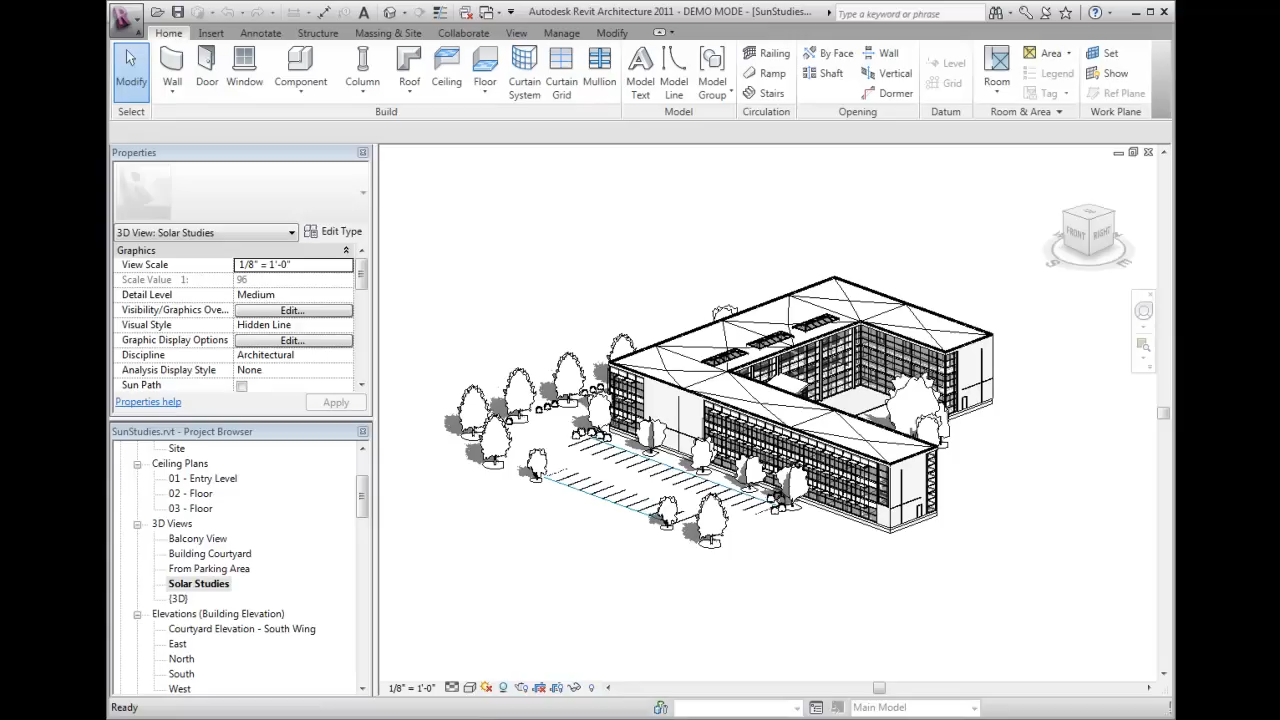 Autodesk Revit Architecture 2011 - DEMO MODE - [SunStudies...
Type a keyword or phrase
Home Insert Annotate Structure Massing & Site Collaborate View Manage Modify
Modify Wall Door Window Component Column Roof Ceiling Floor Curtain System Curtain Grid Mullion Model Text Model Line Model Group
Railing By Face Wall Level Area Set
Ramp Shaft Vertical Grid Room Legend Show
Stairs Dormer Tag Ref Plane
Select Build Model Circulation Opening Datum Room & Area Work Plane
Properties
3D View: Solar Studies Edit Type
Graphics
View Scale 1/8" = 1'-0"
Scale Value 1: 96
Detail Level Medium
Visibility/Graphics Ove... Edit...
Visual Style Hidden Line
Graphic Display Options Edit...
Discipline Architectural
Analysis Display Style None
Sun Path
Properties help Apply
SunStudies.rvt - Project Browser
Site
Ceiling Plans
01 - Entry Level
02 - Floor
03 - Floor
3D Views
Balcony View
Building Courtyard
From Parking Area
Solar Studies
{3D}
Elevations (Building Elevation)
Courtyard Elevation - South Wing
East
North
South
West
FRONT RIGHT
S E
1/8" = 1'-0"
Ready Main Model